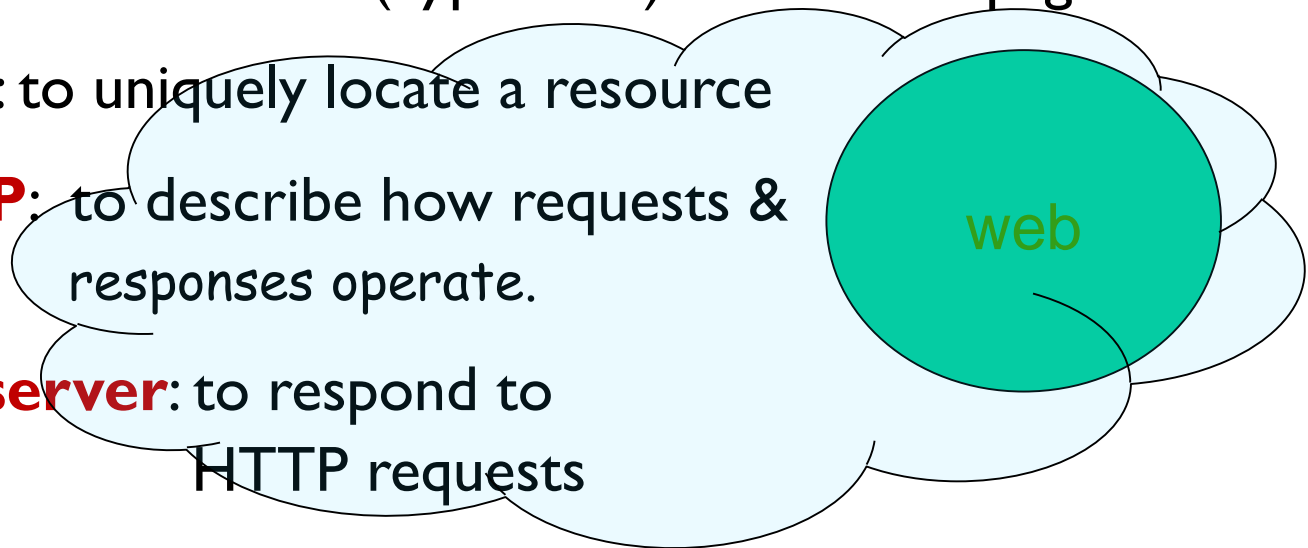 : to uniquely locate a resource
P: to describe how requests &
responses operate.
web
server: to respond to
HTTP requests